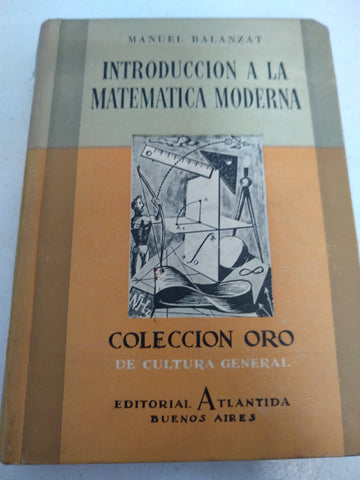 MANUEL BALANZAT
INTRODUCCION A LA
MATEMATICA MODERNA
COLECCION ORO
DE CULTURA GENERAL
EDITORIAL ATLANTIDA
BUENOS AIRES